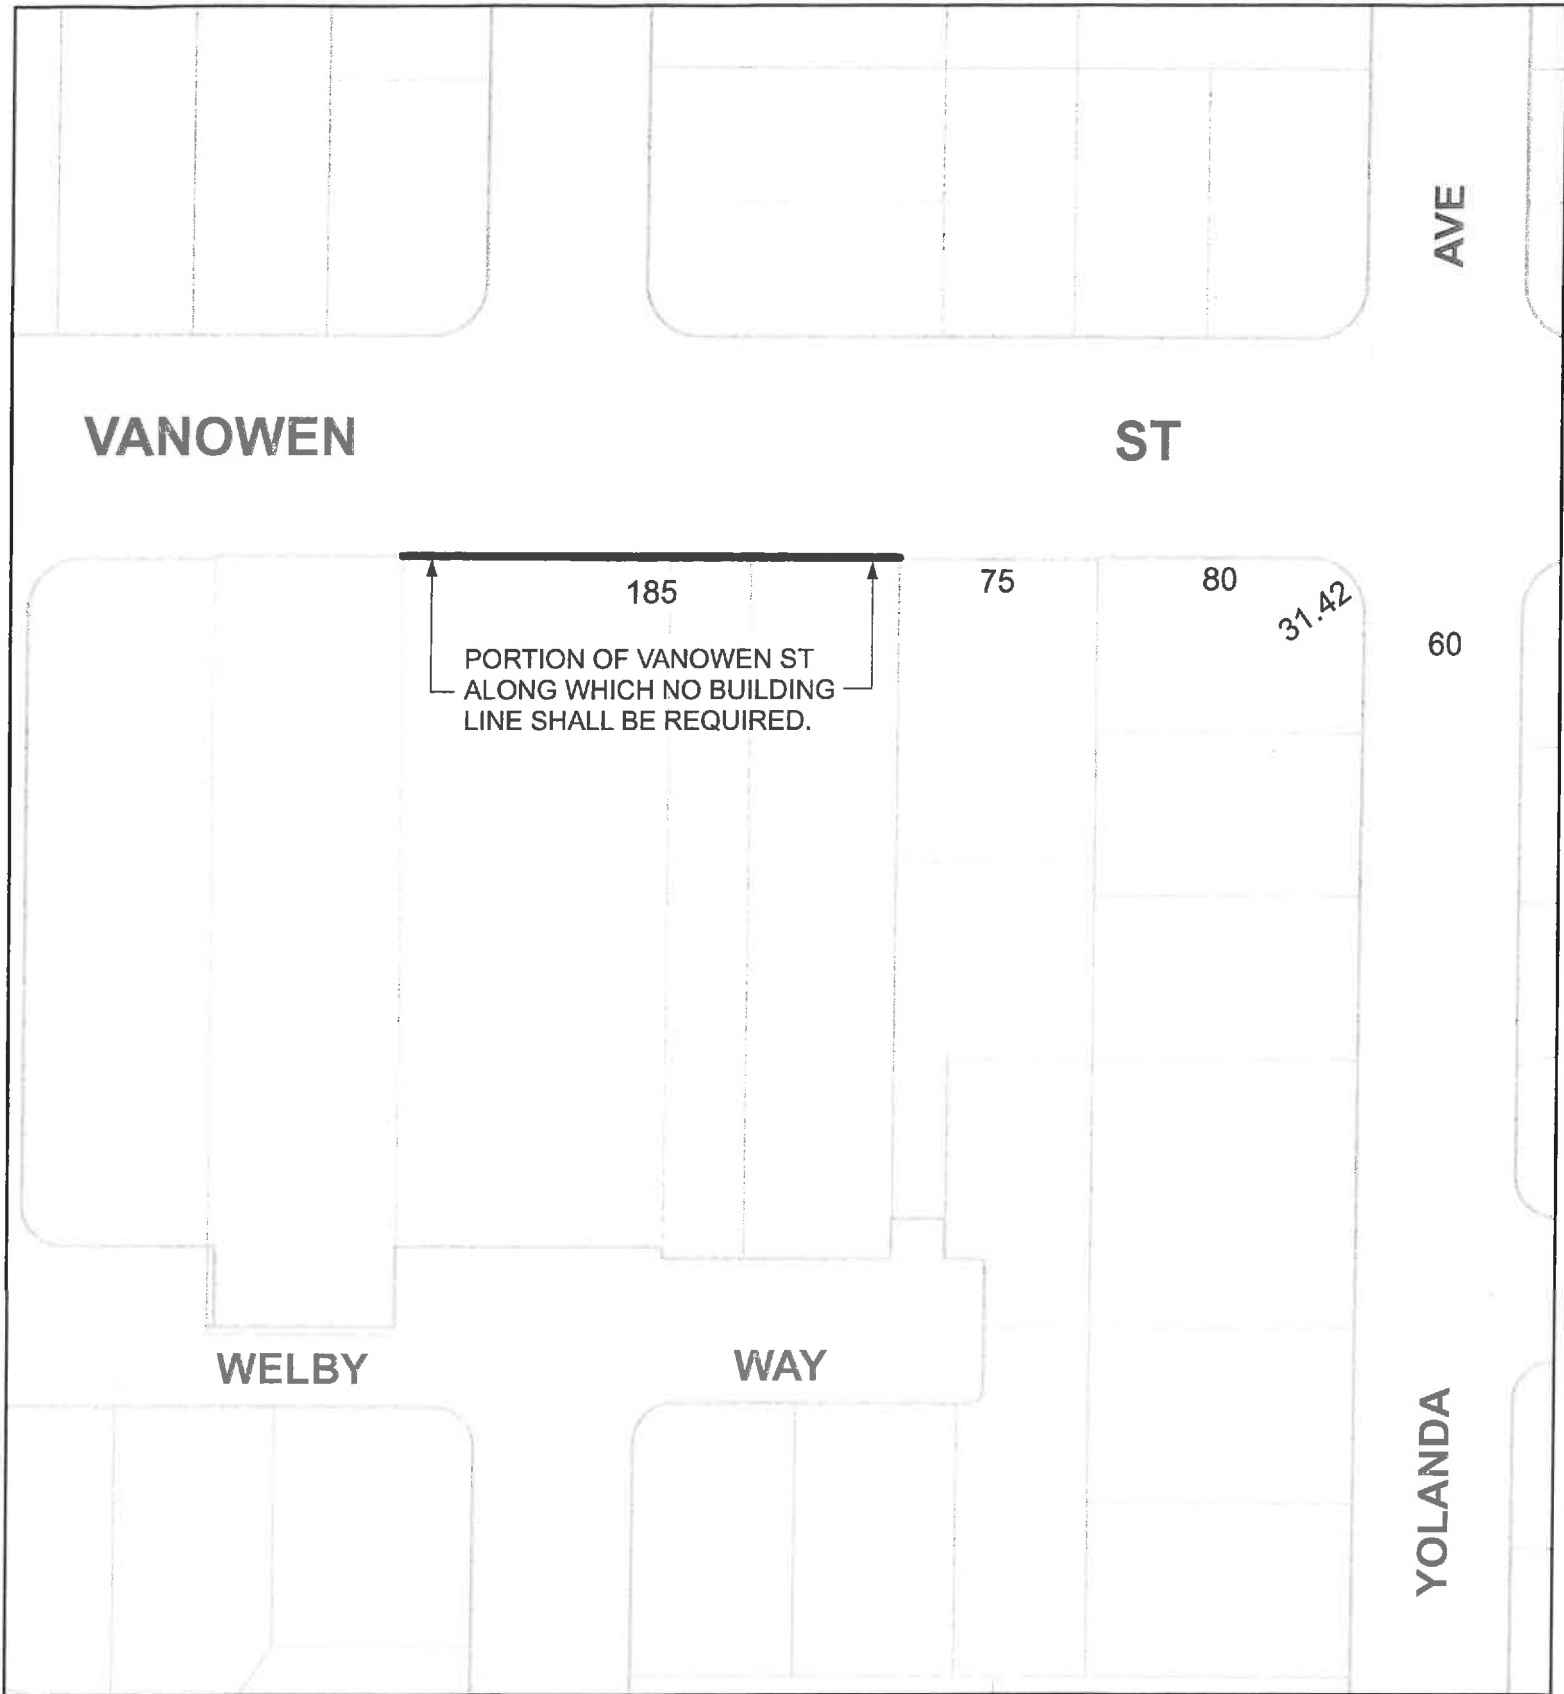 AVE
VANOWEN ST
185
75
80
31.42
60
PORTION OF VANOWEN ST
ALONG WHICH NO BUILDING
LINE SHALL BE REQUIRED.
WELBY WAY
YOLANDA